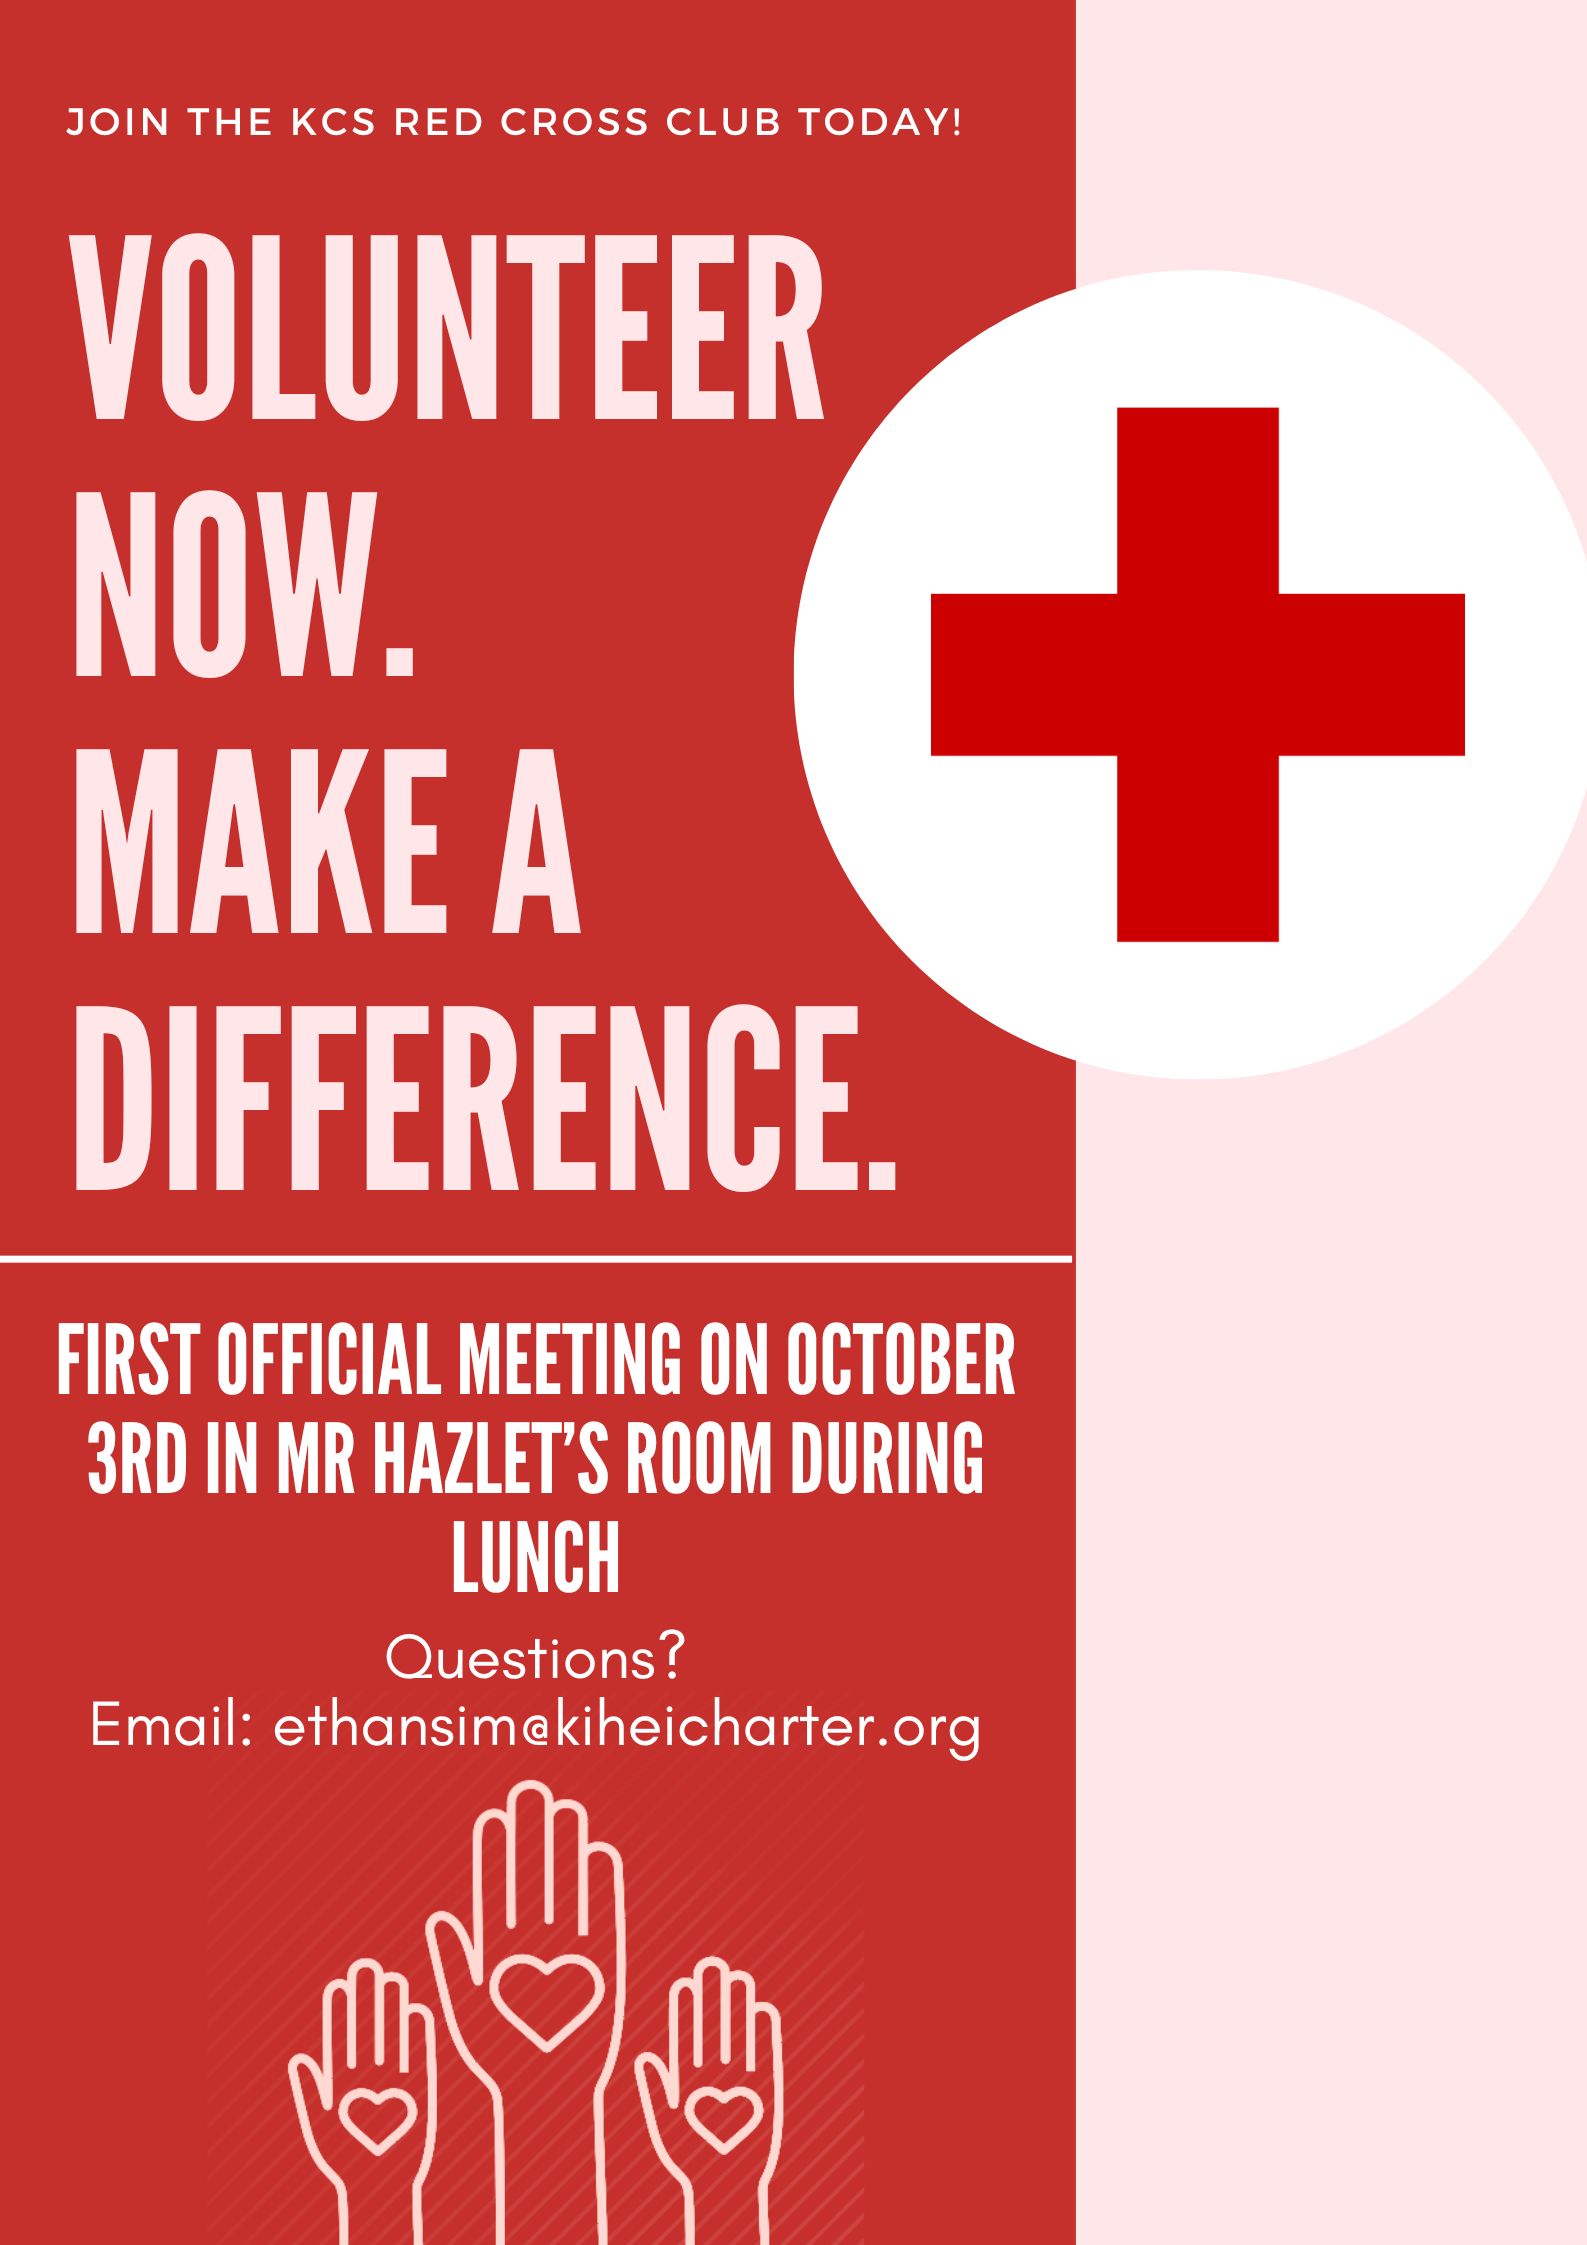 JOIN THE KCS RED CROSS CLUB TODAY!
VOLUNTEER
NOW.
MAKE A
DIFFERENCE.
FIRST OFFICIAL MEETING ON OCTOBER
3RD IN MR HAZLET'S ROOM DURING
LUNCH
Questions?
Email: ethansim@kiheicharter.org